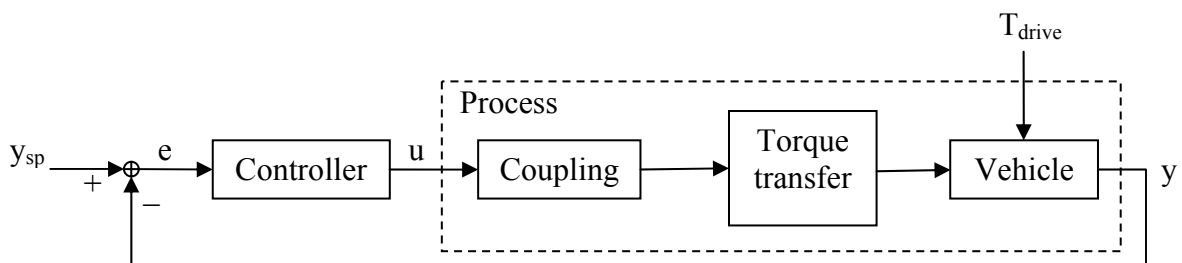 T_drive
Process
y_sp
e
Controller
u
Coupling
Torque
transfer
Vehicle
y
+
−